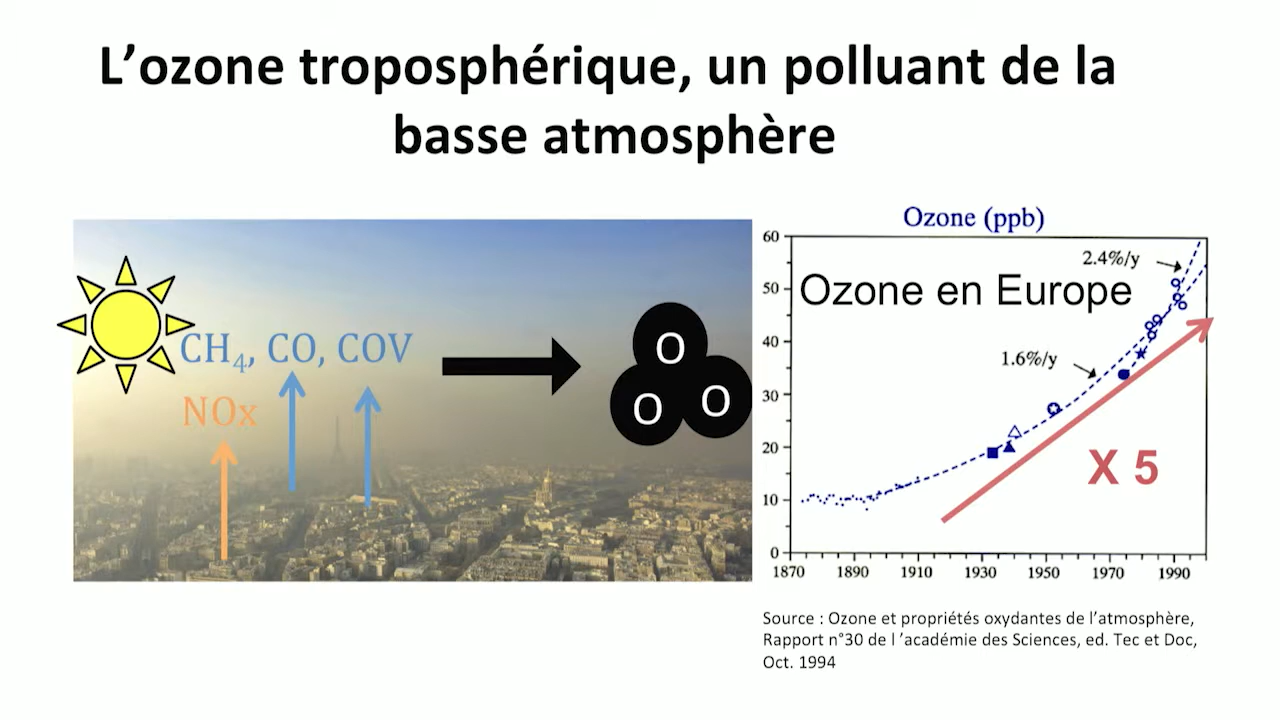 L’ozone troposphérique, un polluant de la
basse atmosphère
CH₄, CO, COV
NOx
O
O
O
Ozone (ppb)
Ozone en Europe
2.4%/y
1.6%/y
X 5
60
50
40
30
20
10
0
1870 1890 1910 1930 1950 1970 1990
Source : Ozone et propriétés oxydantes de l’atmosphère,
Rapport n°30 de l ’académie des Sciences, ed. Tec et Doc,
Oct. 1994